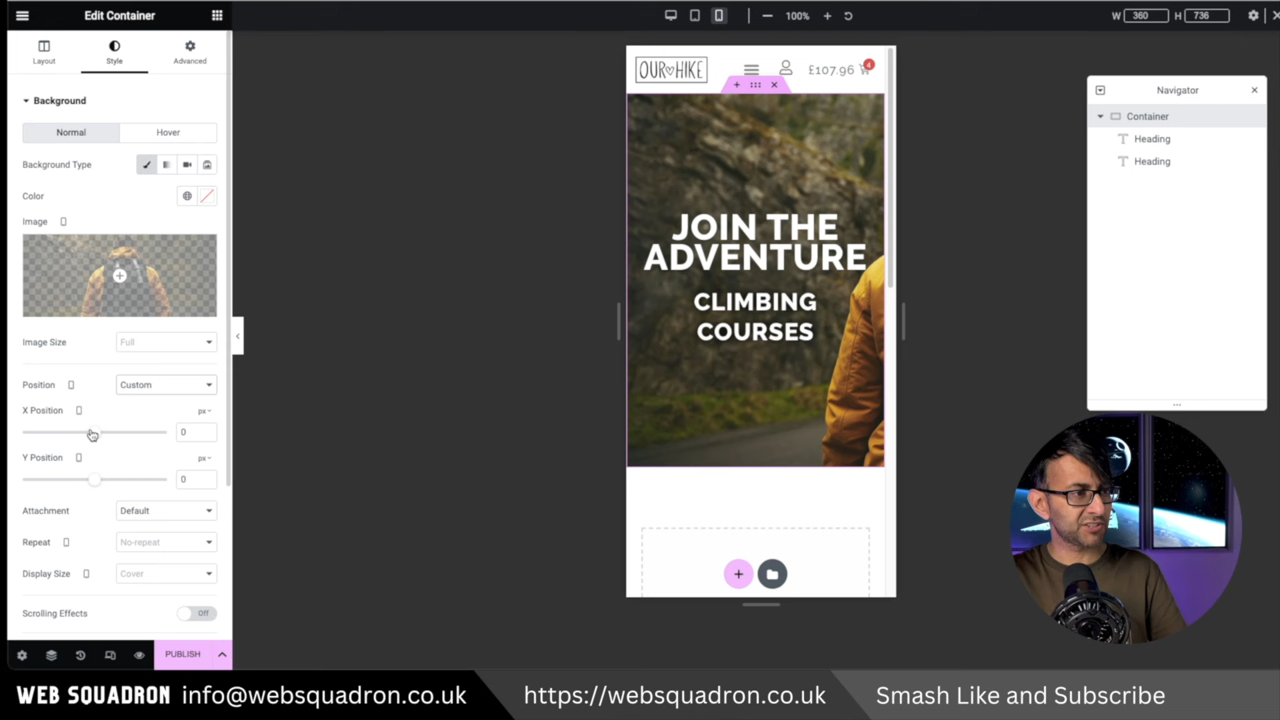 Edit Container
100%
W 360 H 736
Layout
Style
Advanced
Background
Normal
Hover
Background Type
Color
Image
Image Size
Full
Position
Custom
X Position
px
0
Y Position
px
0
Attachment
Default
Repeat
No-repeat
Display Size
Cover
Scrolling Effects
Off
PUBLISH
OUR HIKE
£107.96
4
JOIN THE
ADVENTURE
CLIMBING
COURSES
Navigator
Container
Heading
Heading
WEB SQUADRON info@websquadron.co.uk
https://websquadron.co.uk
Smash Like and Subscribe